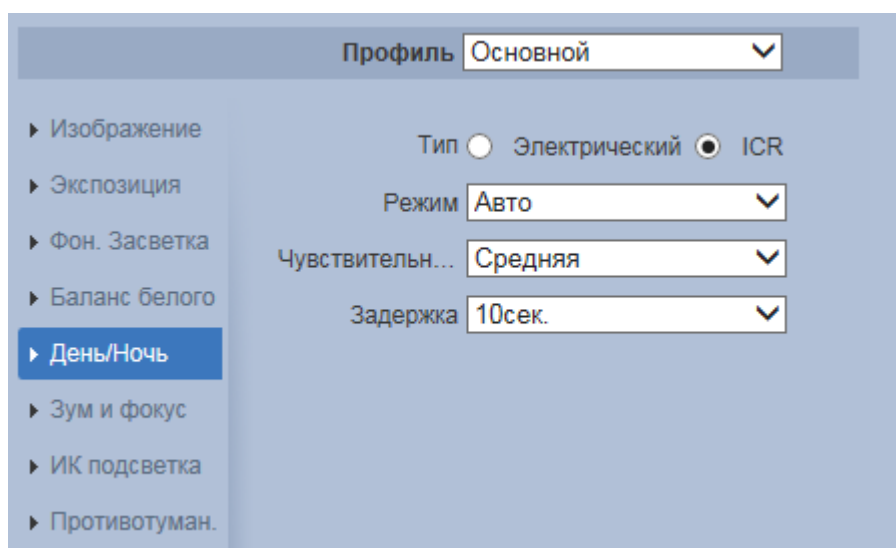 Профиль Основной
Изображение
Экспозиция
Фон. Засветка
Баланс белого
День/Ночь
Зум и фокус
ИК подсветка
Противотуман.
Тип Электрический ICR
Режим Авто
Чувствительн... Средняя
Задержка 10сек.